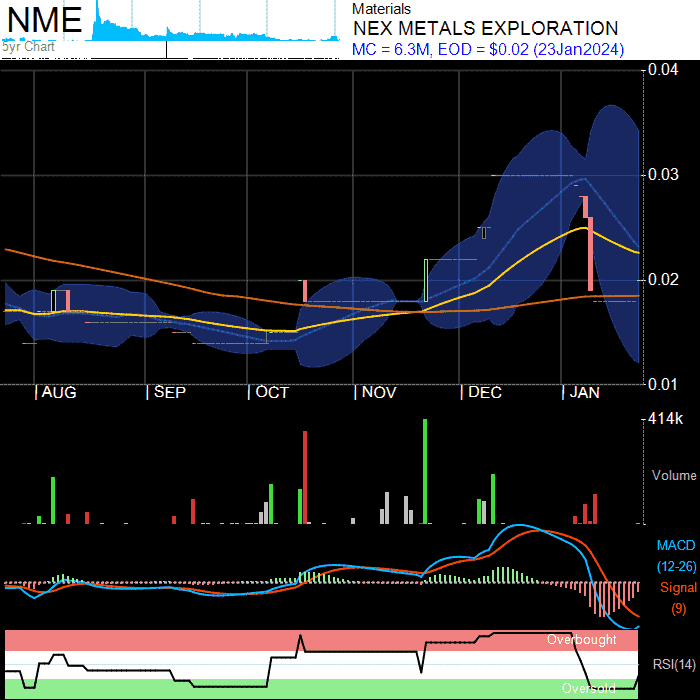 NME
5yr Chart
Materials
NEX METALS EXPLORATION
MC = 6.3M, EOD = $0.02 (23Jan2024)
0.04
0.03
0.02
0.01
AUG SEP OCT NOV DEC JAN
414k
Volume
MACD
(12-26)
Signal
(9)
Overbought
RSI(14)
Oversold